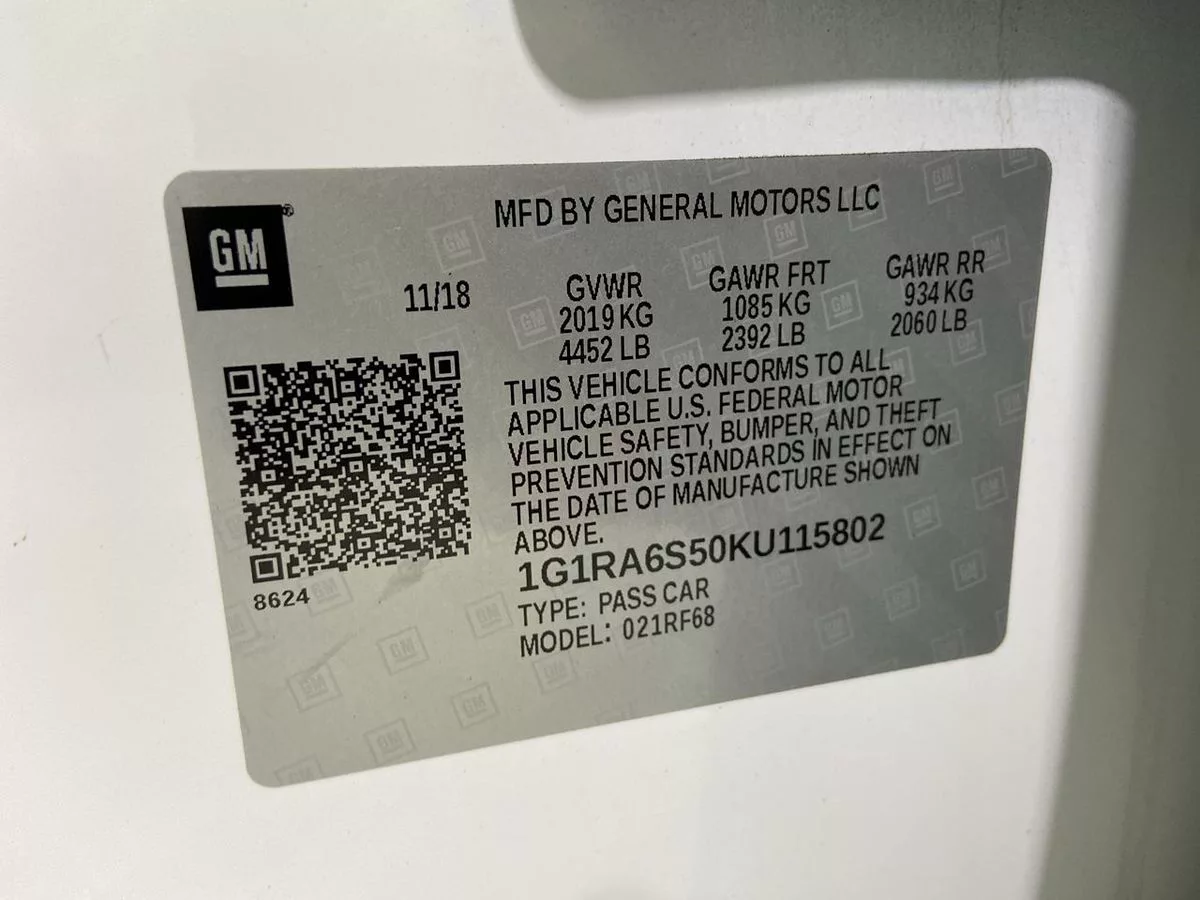 GM
MFD BY GENERAL MOTORS LLC
11/18
GVWR
2019 KG
4452 LB
GAWR FRT
1085 KG
2392 LB
GAWR RR
934 KG
2060 LB
THIS VEHICLE CONFORMS TO ALL
APPLICABLE U.S. FEDERAL MOTOR
VEHICLE SAFETY, BUMPER, AND THEFT
PREVENTION STANDARDS IN EFFECT ON
THE DATE OF MANUFACTURE SHOWN
ABOVE.
1G1RA6S50KU115802
TYPE: PASS CAR
MODEL: 021RF68
8624